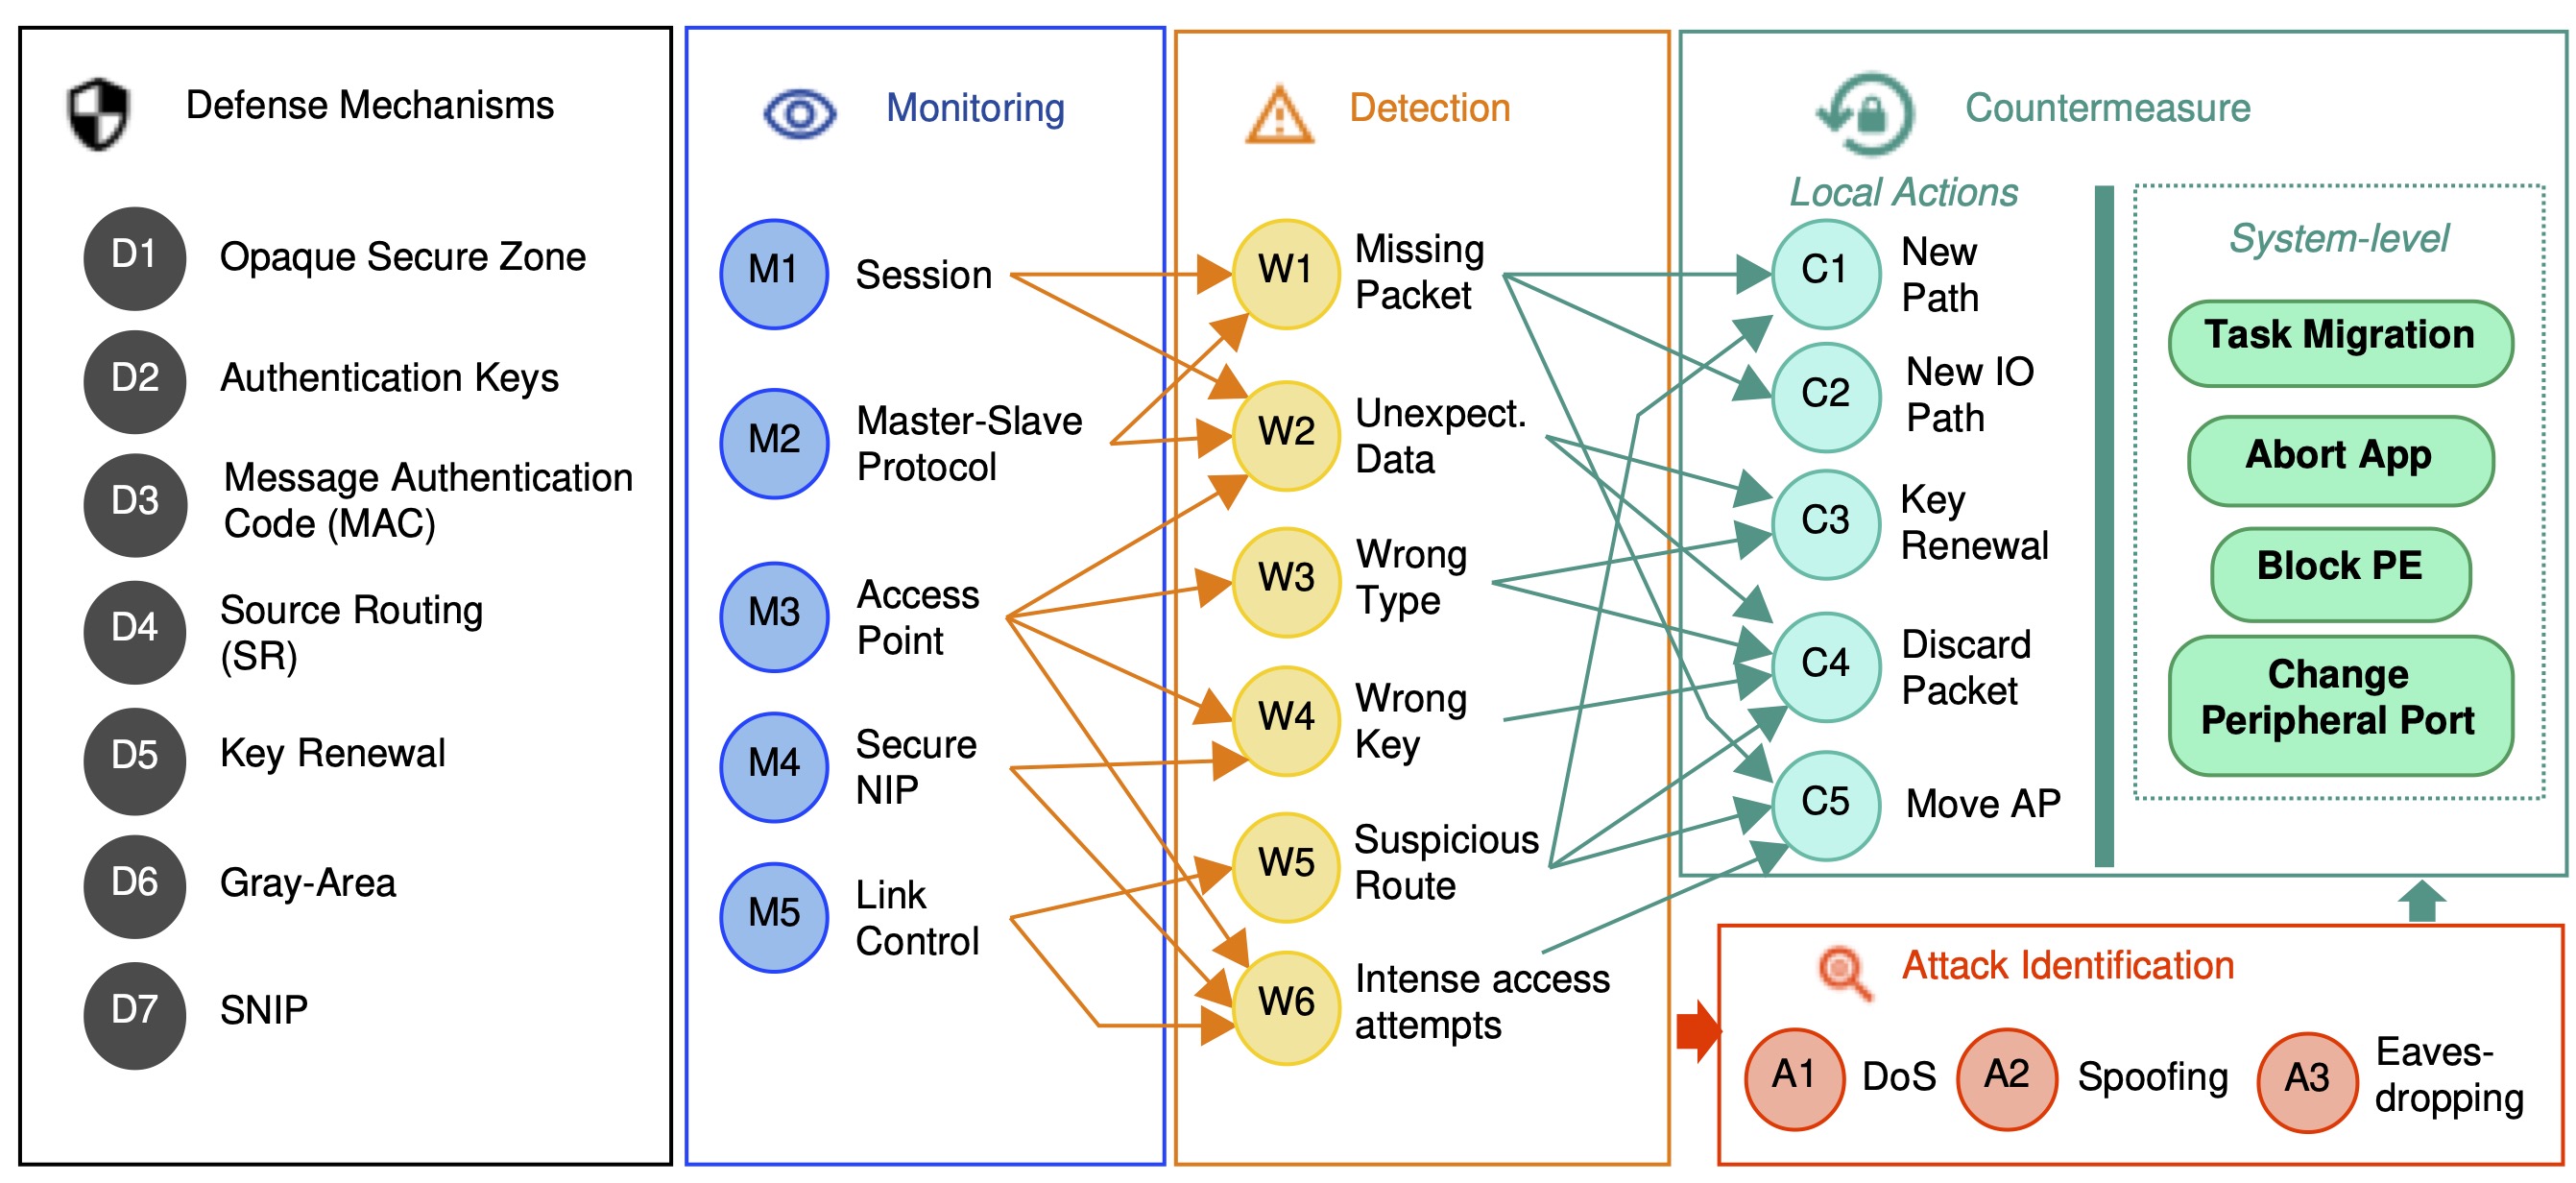 Defense Mechanisms
D1
Opaque Secure Zone
D2
Authentication Keys
D3
Message Authentication
Code (MAC)
D4
Source Routing
(SR)
D5
Key Renewal
D6
Gray-Area
D7
SNIP
Monitoring
M1
Session
M2
Master-Slave
Protocol
M3
Access
Point
M4
Secure
NIP
M5
Link
Control
Detection
W1
Missing
Packet
W2
Unexpect.
Data
W3
Wrong
Type
W4
Wrong
Key
W5
Suspicious
Route
W6
Intense access
attempts
Countermeasure
Local Actions
C1
New
Path
C2
New IO
Path
C3
Key
Renewal
C4
Discard
Packet
C5
Move AP
System-level
Task Migration
Abort App
Block PE
Change
Peripheral Port
Attack Identification
A1
DoS
A2
Spoofing
A3
Eaves-
dropping